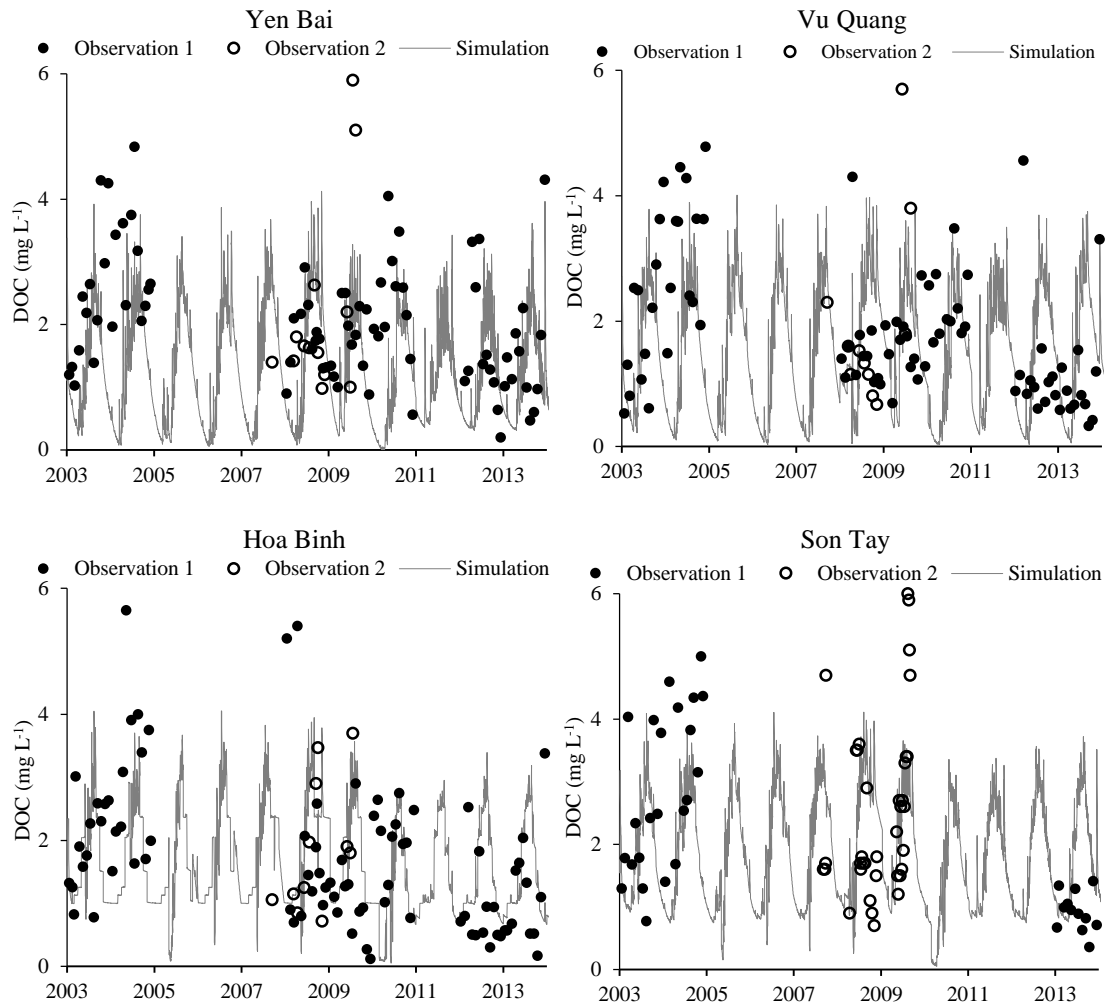 Yen Bai
Observation 1 Observation 2 Simulation
6
4
2
0
DOC (mg L-1)
2003 2005 2007 2009 2011 2013
Vu Quang
Observation 1 Observation 2 Simulation
6
4
2
0
DOC (mg L-1)
2003 2005 2007 2009 2011 2013
Hoa Binh
Observation 1 Observation 2 Simulation
6
4
2
0
DOC (mg L-1)
2003 2005 2007 2009 2011 2013
Son Tay
Observation 1 Observation 2 Simulation
6
4
2
0
DOC (mg L-1)
2003 2005 2007 2009 2011 2013